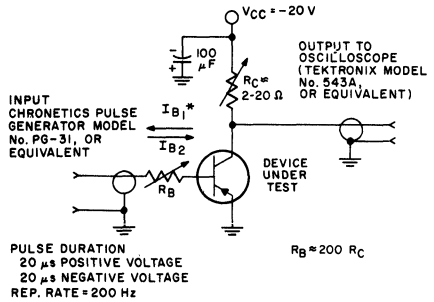 VCC = -20 V
100
μF
RC≈
2-20 Ω
OUTPUT TO
OSCILLOSCOPE
(TEKTRONIX MODEL
No. 543A,
OR EQUIVALENT)
INPUT
CHRONETICS PULSE
GENERATOR MODEL
No. PG-31, OR
EQUIVALENT
IB1*
IB2
RB
DEVICE
UNDER
TEST
PULSE DURATION
20 μs POSITIVE VOLTAGE
20 μs NEGATIVE VOLTAGE
REP. RATE = 200 Hz
RB ≈ 200 RC